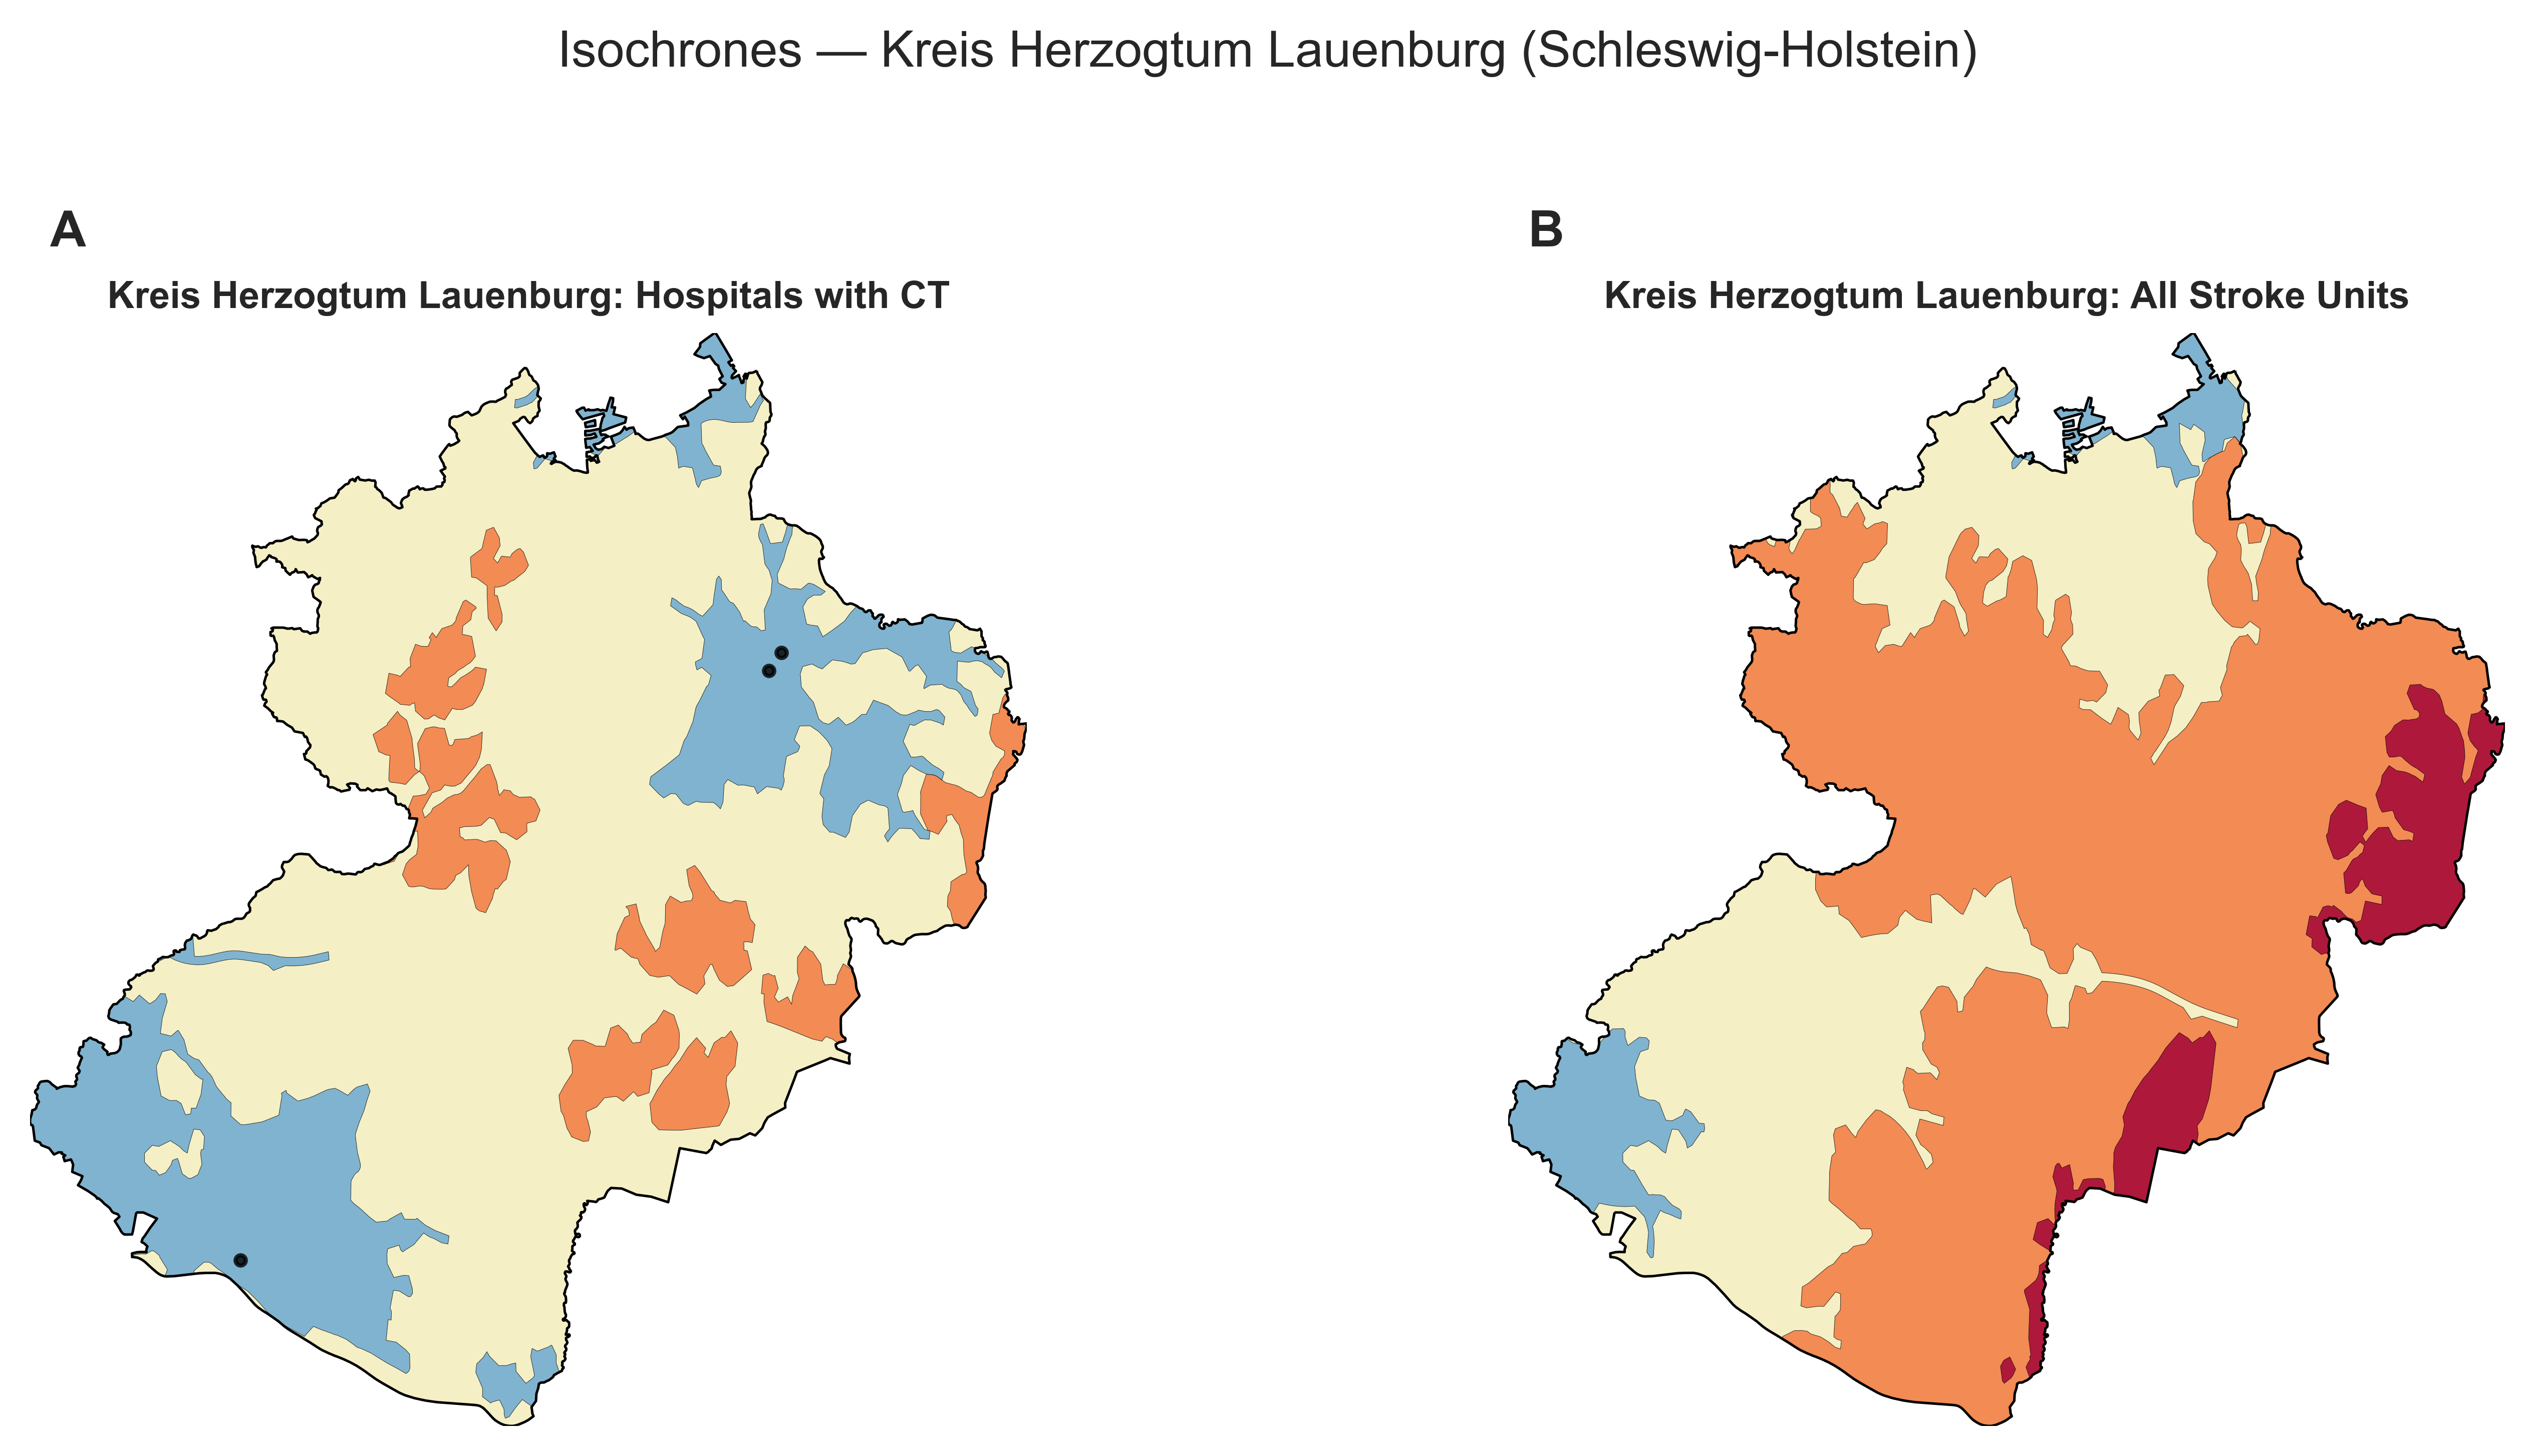 Isochrones — Kreis Herzogtum Lauenburg (Schleswig-Holstein)
A
Kreis Herzogtum Lauenburg: Hospitals with CT
B
Kreis Herzogtum Lauenburg: All Stroke Units